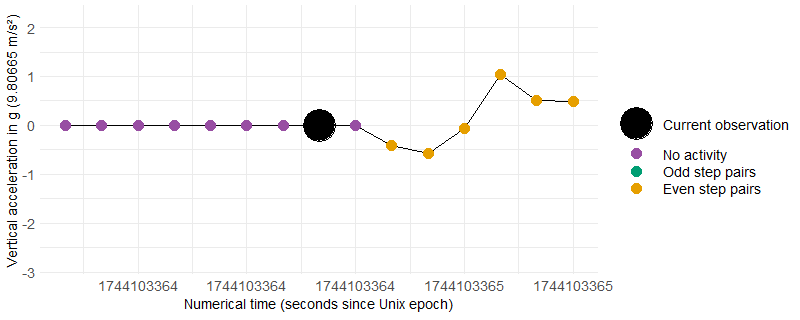 Vertical acceleration in g (9.80665 m/s²)
2
1
0
-1
-2
-3
1744103364 1744103364 1744103364 1744103365 1744103365
Numerical time (seconds since Unix epoch)
Current observation
No activity
Odd step pairs
Even step pairs